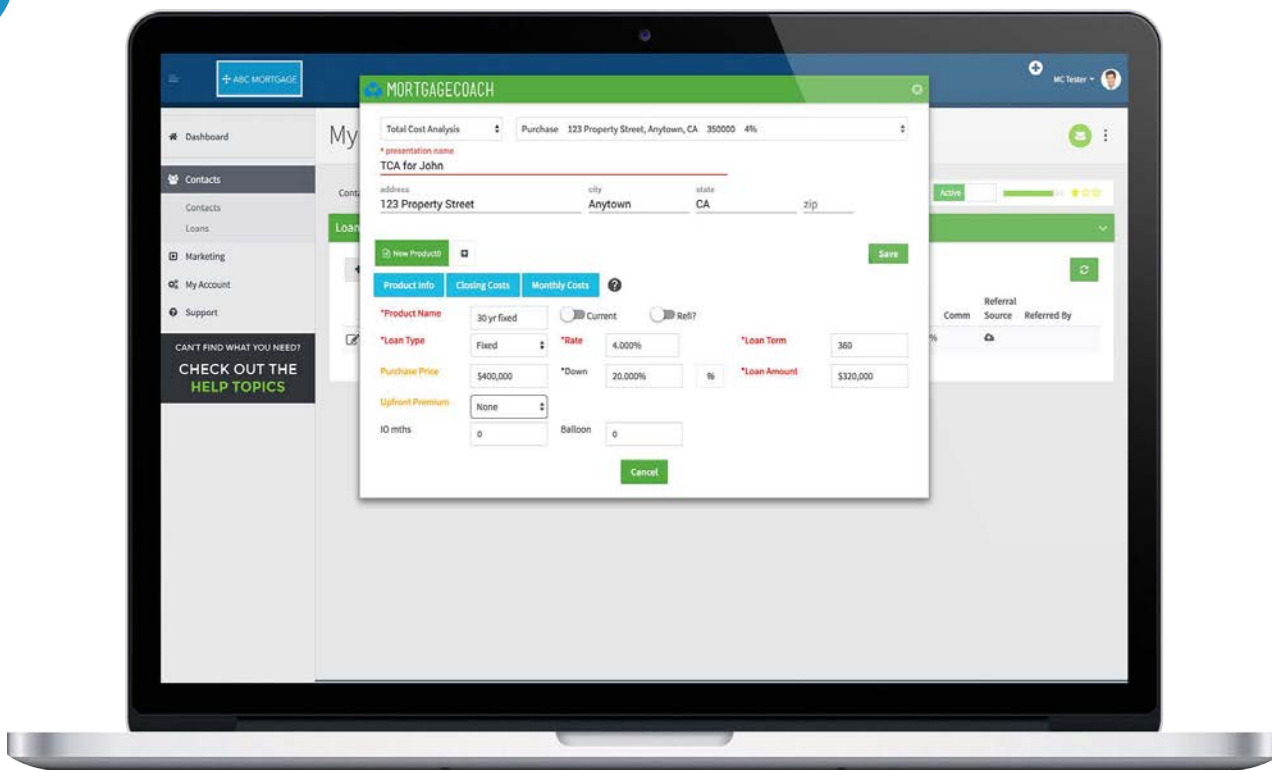 ABC MORTGAGE
MC Tester
MORTGAGECOACH
Dashboard
My
Total Cost Analysis
Purchase 123 Property Street, Anytown, CA 350000 4%
* presentation name
TCA for John
Contacts
address
city
state
Active
123 Property Street
Anytown
CA
zip
Contacts
Loans
Loan
New Product0
Save
Marketing
Product Info
Closing Costs
Monthly Costs
My Account
Support
*Product Name
30 yr fixed
Current
Refi?
Comm
Referral
Source
Referred By
*Loan Type
Fixed
*Rate
4.000%
*Loan Term
360
%
CAN'T FIND WHAT YOU NEED?
CHECK OUT THE
HELP TOPICS
Purchase Price
$400,000
*Down
20.000%
%
*Loan Amount
$320,000
Upfront Premium
None
IO mths
0
Balloon
0
Cancel